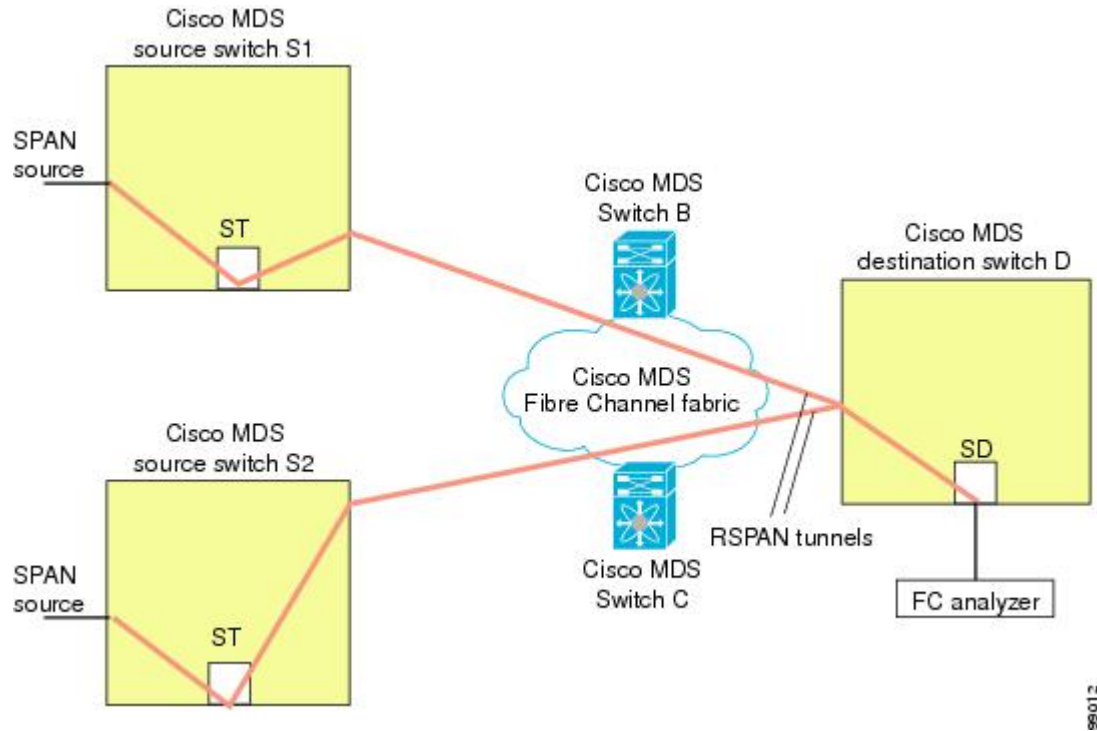 Cisco MDS
source switch S1
SPAN
source
ST
Cisco MDS
Switch B
Cisco MDS
destination switch D
Cisco MDS
Fibre Channel fabric
Cisco MDS
source switch S2
SD
RSPAN tunnels
SPAN
source
ST
Cisco MDS
Switch C
FC analyzer
99012